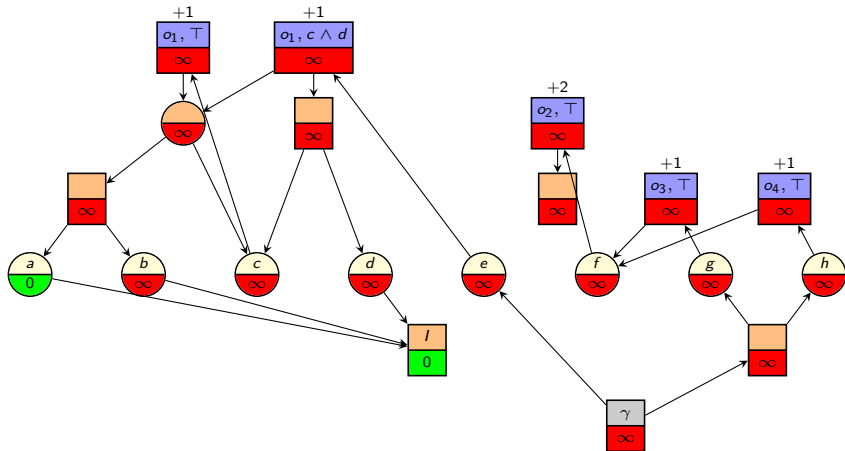 +1 +1
o₁, ⊤ o₁, c ∧ d
∞ ∞
+2
o₂, ⊤
∞ ∞ ∞
+1 +1
o₃, ⊤ o₄, ⊤
∞ ∞ ∞ ∞
a b c d e f g h
0 ∞ ∞ ∞ ∞ ∞ ∞ ∞
I
0 ∞
γ
∞